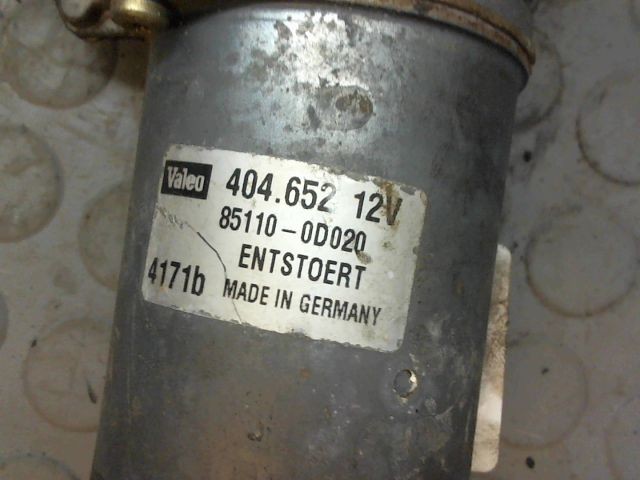 Valeo 404.652 12V
85110-0D020
ENTSTOERT
4171b MADE IN GERMANY